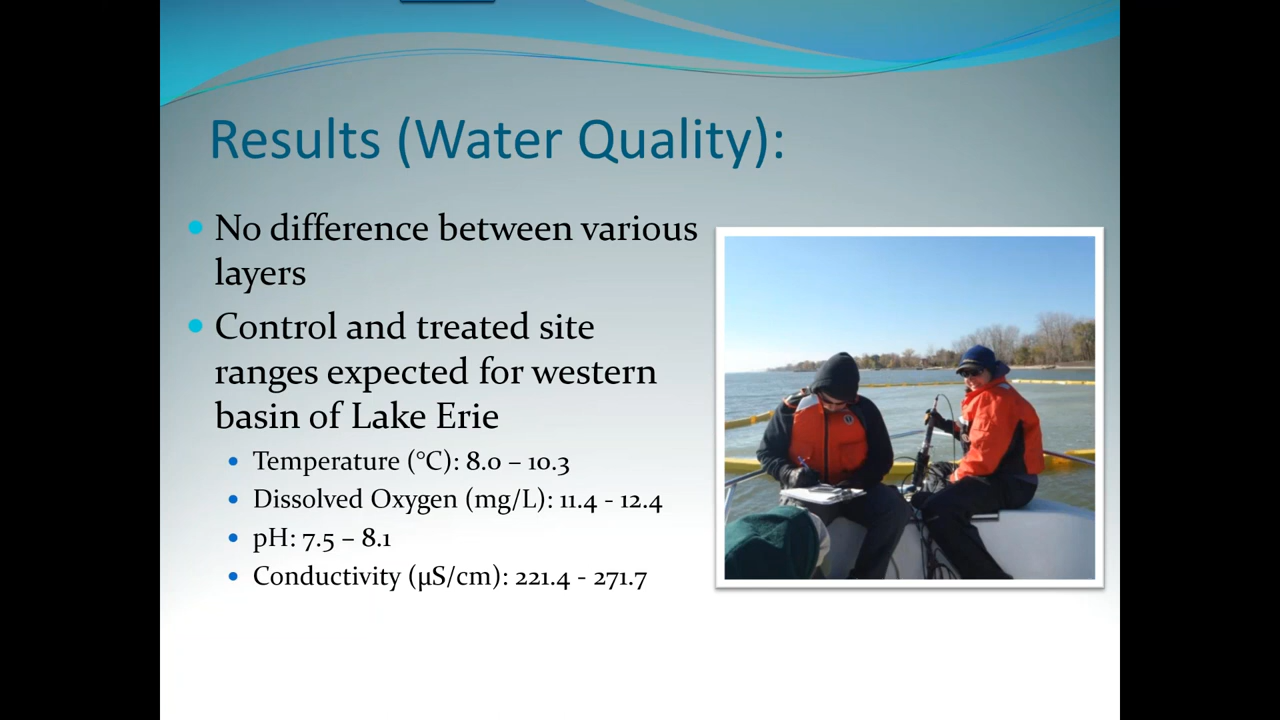 Results (Water Quality):
No difference between various
layers
Control and treated site
ranges expected for western
basin of Lake Erie
Temperature (°C): 8.0 – 10.3
Dissolved Oxygen (mg/L): 11.4 - 12.4
pH: 7.5 – 8.1
Conductivity (µS/cm): 221.4 - 271.7